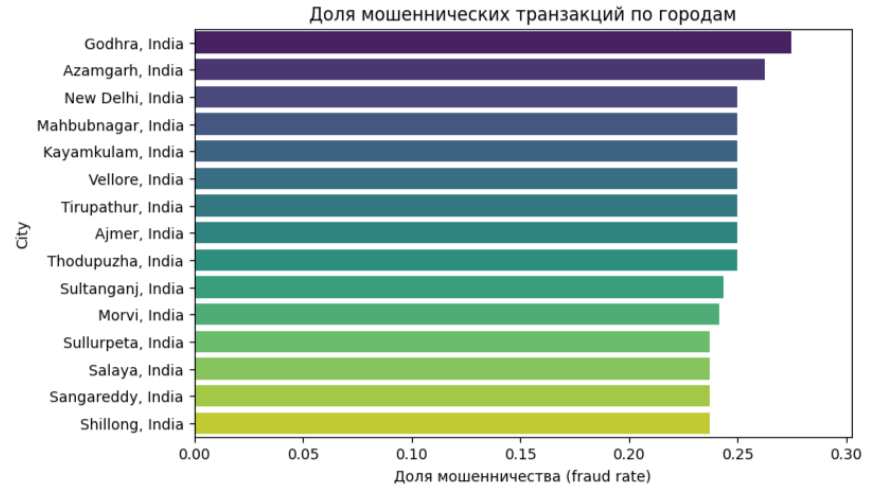 Доля мошеннических транзакций по городам
City
Godhra, India
Azamgarh, India
New Delhi, India
Mahbubnagar, India
Kayamkulam, India
Vellore, India
Tirupathur, India
Ajmer, India
Thodupuzha, India
Sultanganj, India
Morvi, India
Sullurpeta, India
Salaya, India
Sangareddy, India
Shillong, India
0.00 0.05 0.10 0.15 0.20 0.25 0.30
Доля мошенничества (fraud rate)